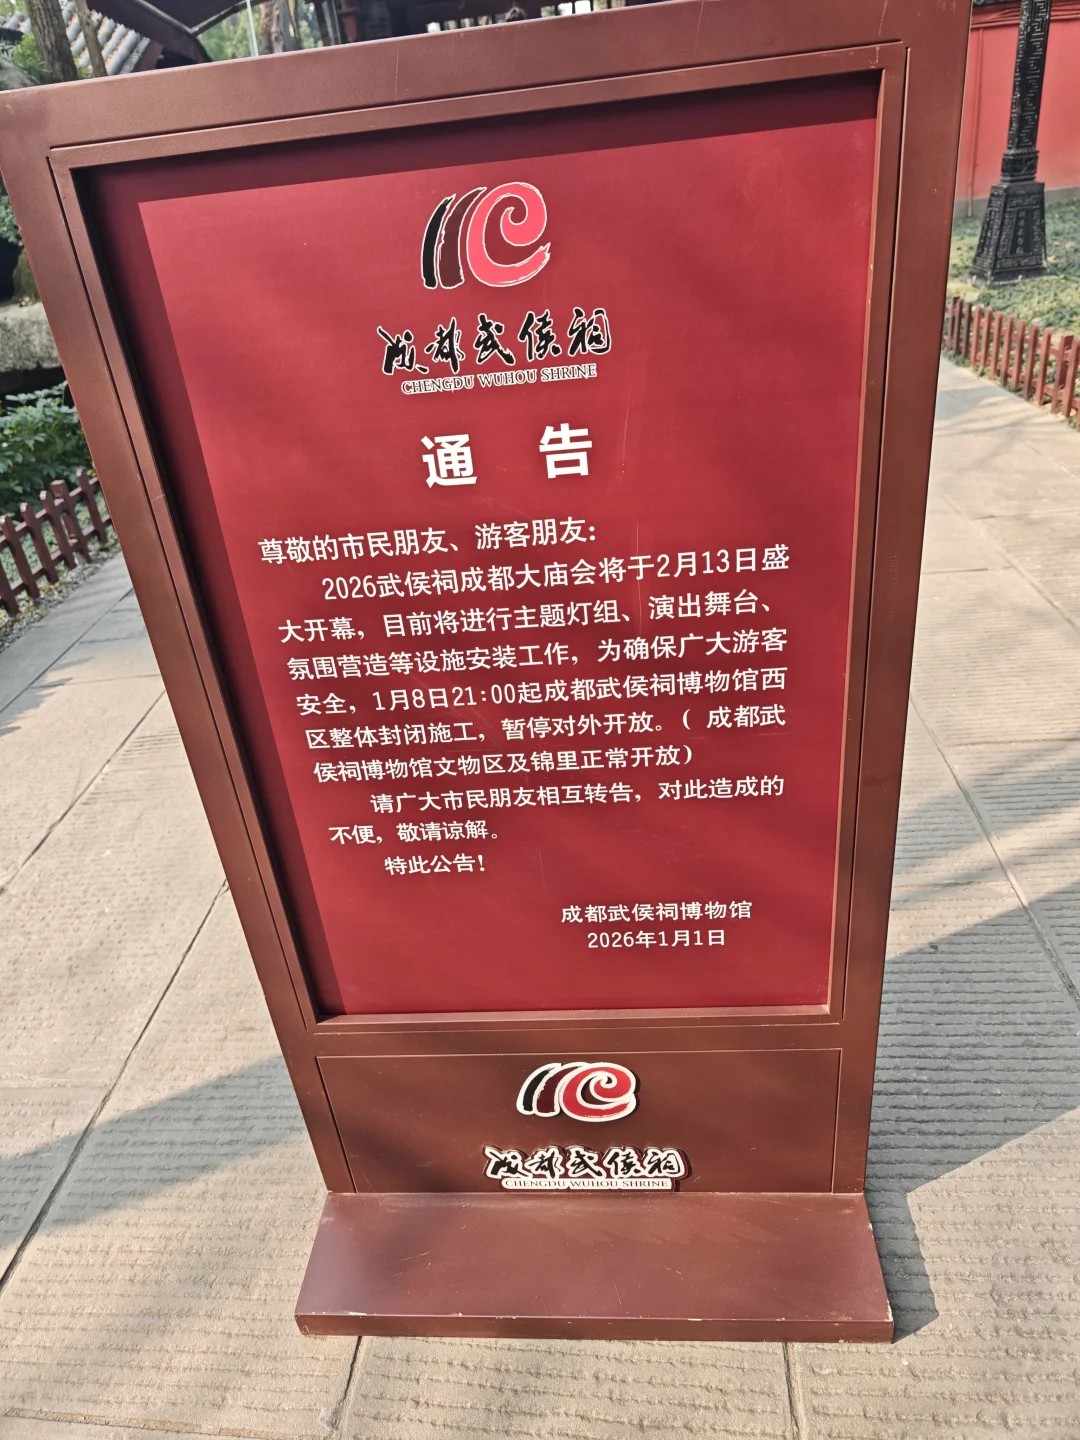 成都武侯祠
CHENGDU WUHOU SHRINE
通 告
尊敬的市民朋友、游客朋友：
2026武侯祠成都大庙会将于2月13日盛
大开幕，目前将进行主题灯组、演出舞台、
氛围营造等设施安装工作，为确保广大游客
安全，1月8日21:00起成都武侯祠博物馆西
区整体封闭施工，暂停对外开放。（成都武
侯祠博物馆文物区及锦里正常开放）
请广大市民朋友相互转告，对此造成的
不便，敬请谅解。
特此公告！
成都武侯祠博物馆
2026年1月1日
成都武侯祠
CHENGDU WUHOU SHRINE